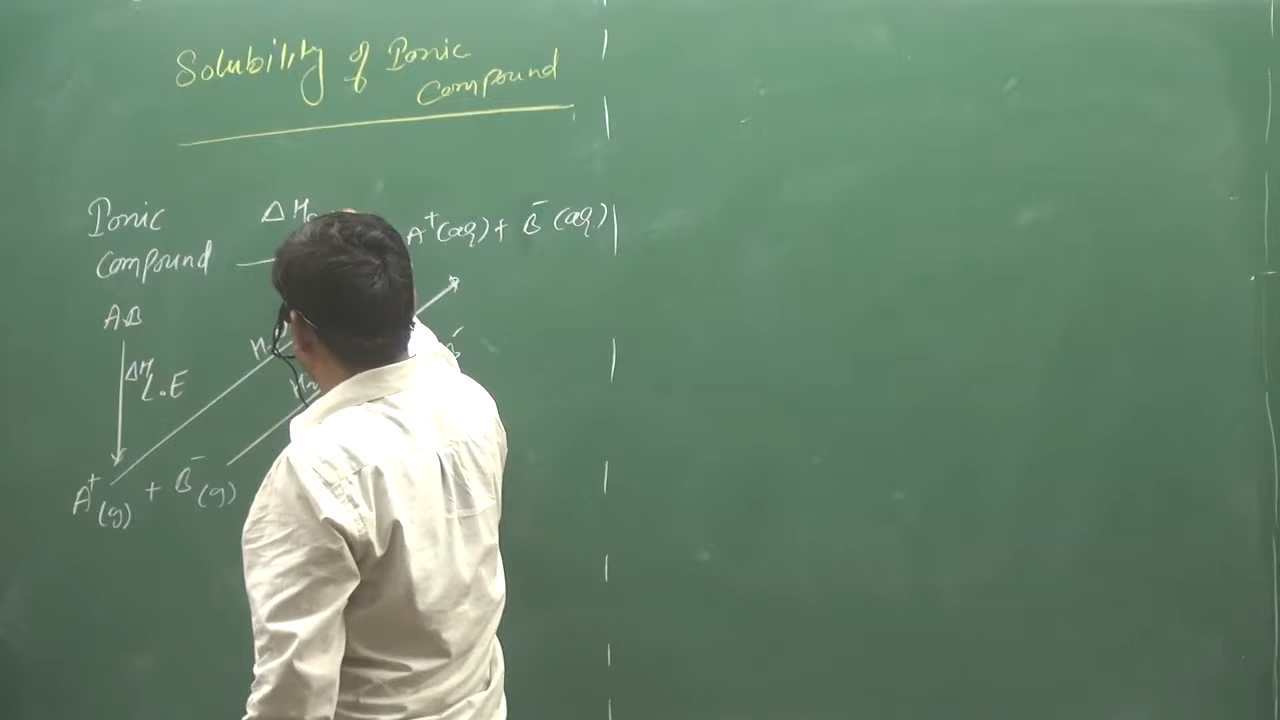 Solubility of Ionic
Compound
Ionic
Compound
ΔH
A⁺(aq) + B⁻(aq)
AB
ΔH L.E
A⁺(g) + B⁻(g)